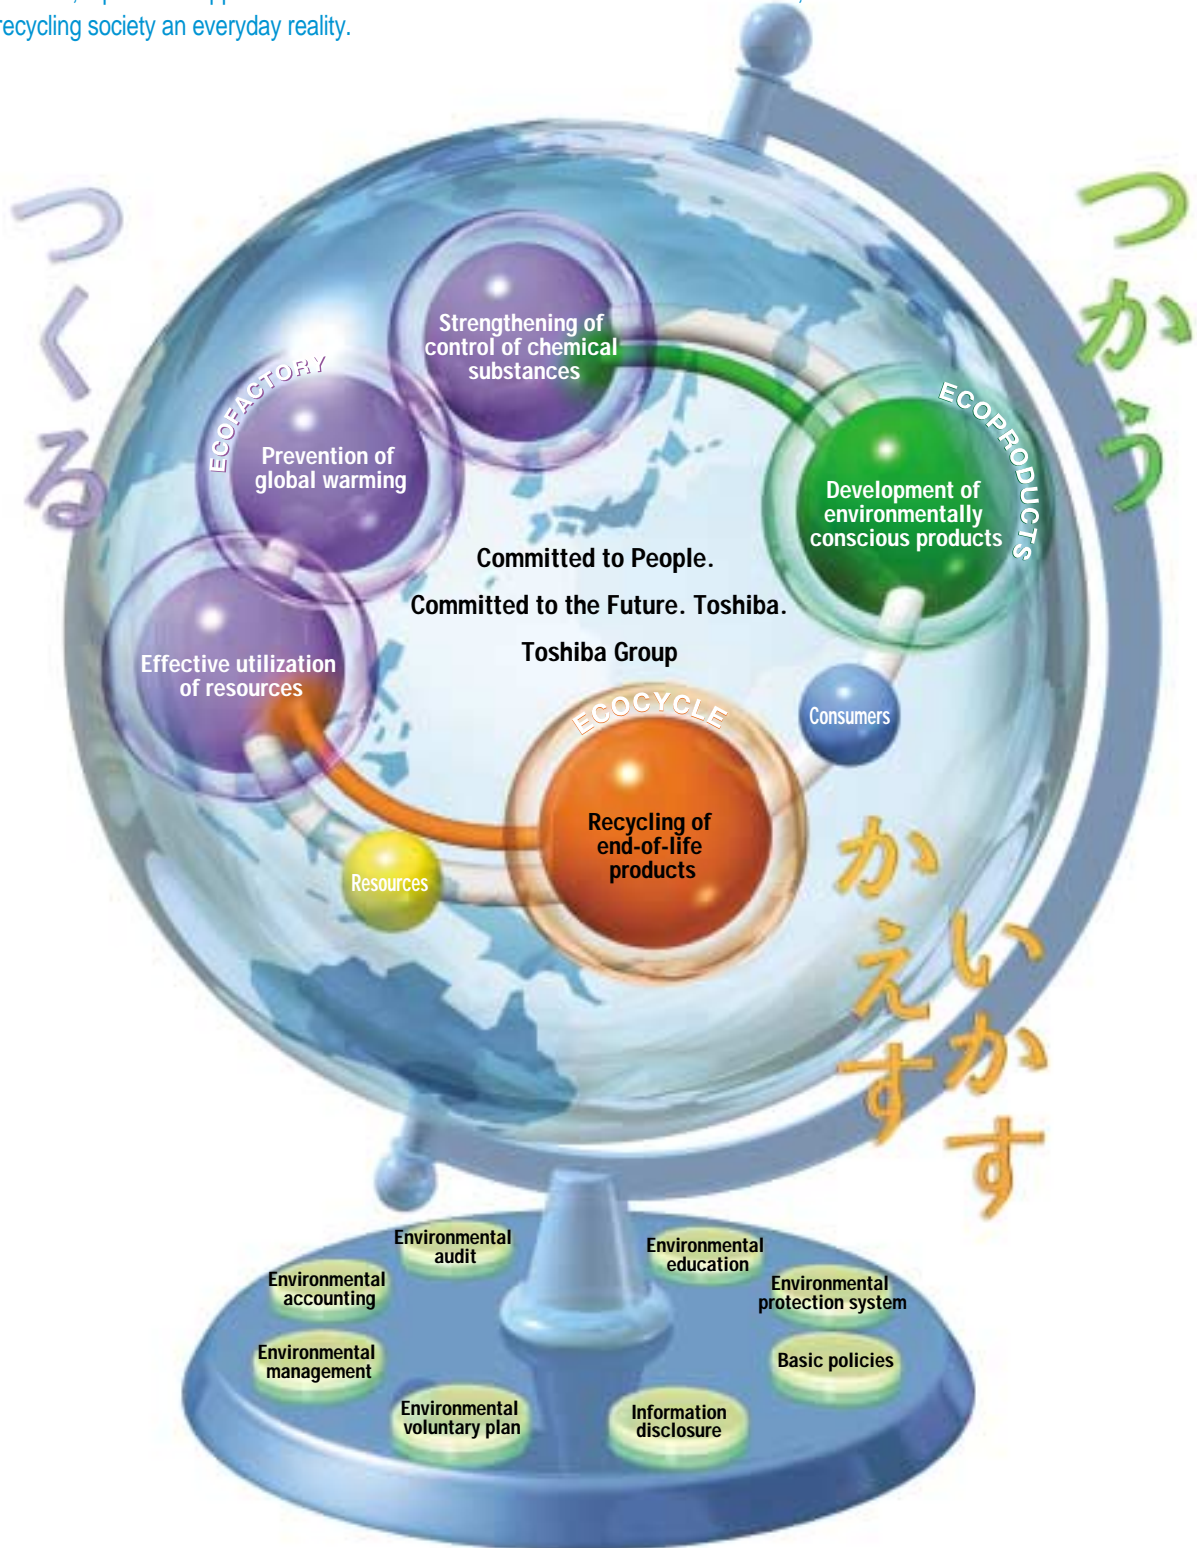 recycling society an everyday reality.
つくる
つかう
ECOFACTORY
Strengthening of
control of chemical
substances
Prevention of
global warming
ECOPRODUCTS
Development of
environmentally
conscious products
Committed to People.
Committed to the Future. Toshiba.
Toshiba Group
Effective utilization
of resources
ECOCYCLE
Consumers
Recycling of
end-of-life
products
Resources
かえす
いかす
Environmental
audit
Environmental
education
Environmental
accounting
Environmental
protection system
Environmental
management
Basic policies
Environmental
voluntary plan
Information
disclosure